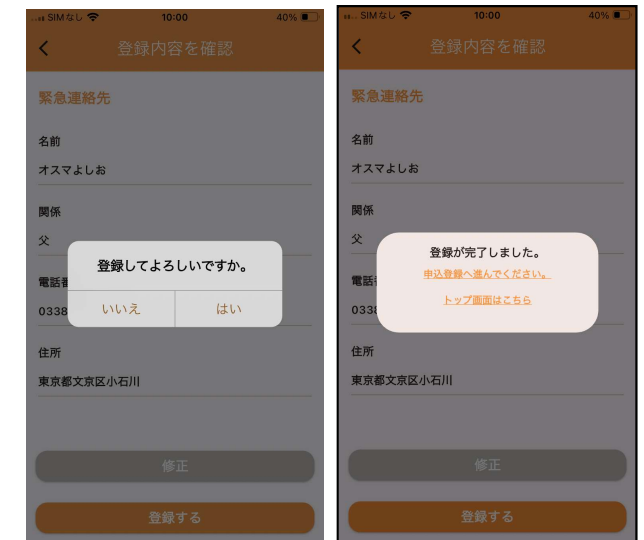 SIMなし 10:00 40%
登録内容を確認
緊急連絡先
名前
オスマよしお
関係
父
登録してよろしいですか。
電話番
0338
いいえ はい
住所
東京都文京区小石川
修正
登録する
SIMなし 10:00 40%
登録内容を確認
緊急連絡先
名前
オスマよしお
関係
父
登録が完了しました。
申込登録へ進んでください。
電話
トップ画面はこちら
033
住所
東京都文京区小石川
修正
登録する